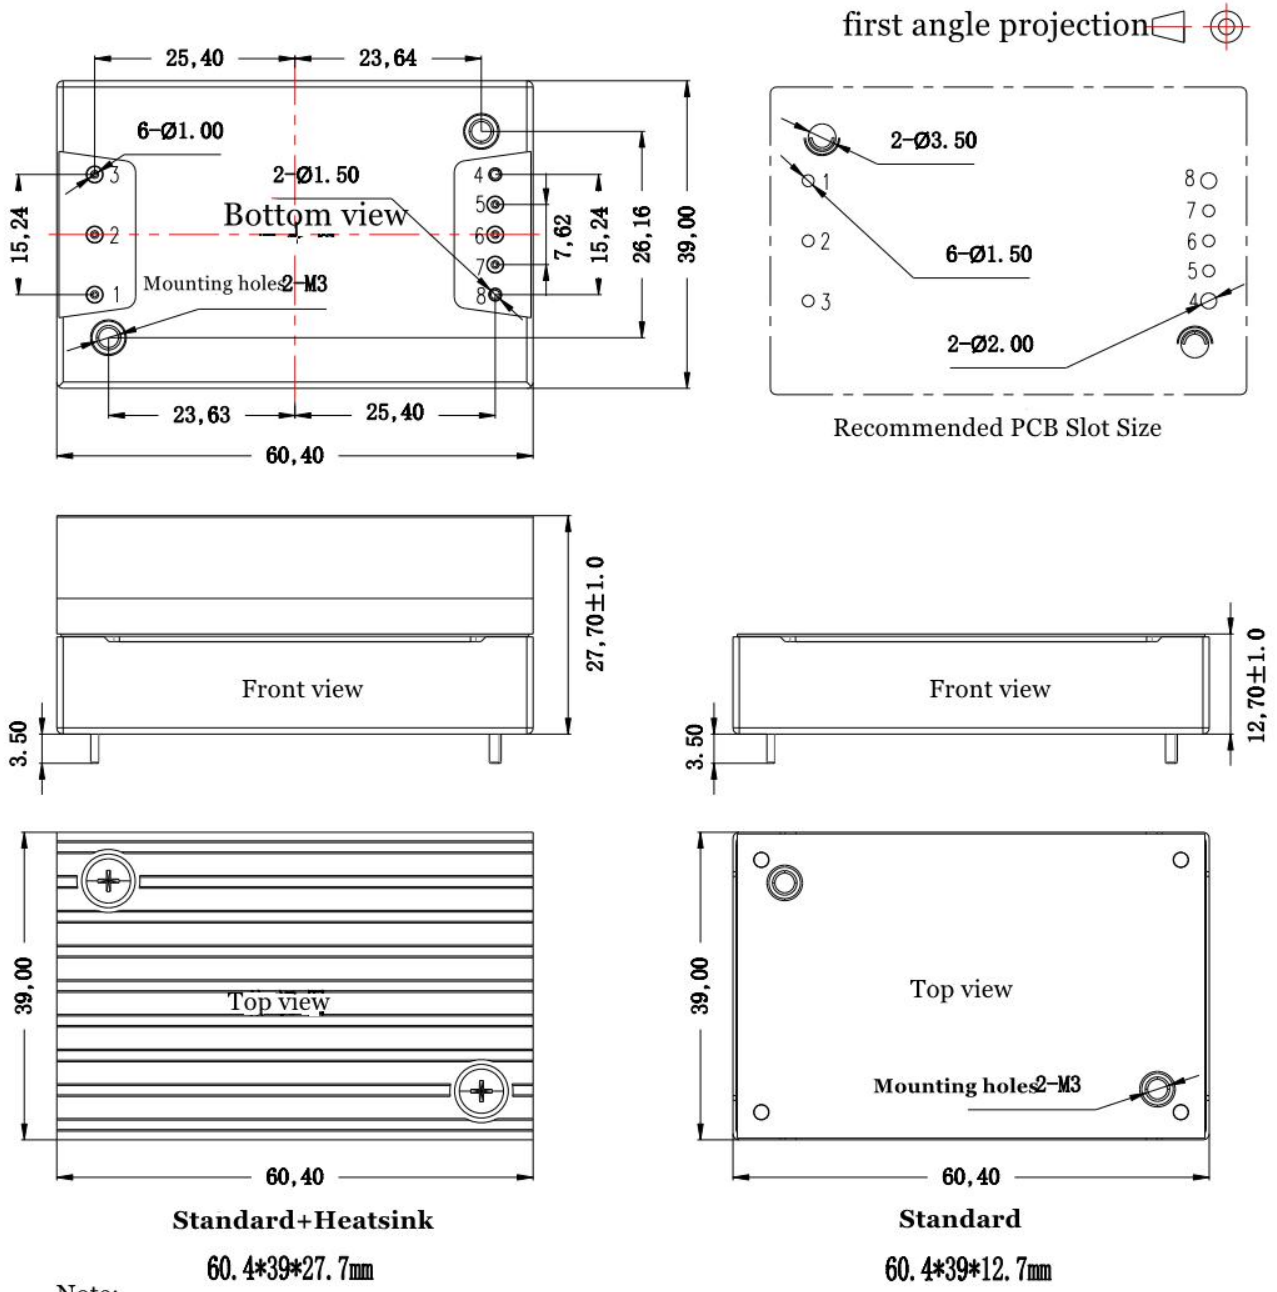 first angle projection
25,40
23,64
6-Ø1.00
2-Ø3.50
3
2-Ø1.50
4
1
8
5
7
Bottom view
15,24
2
6
7,62
15,24
26,16
39,00
2
6
6-Ø1.50
7
5
Mounting holes 2-M3
1
8
3
4
2-Ø2.00
23,63
25,40
Recommended PCB Slot Size
60,40
27,70±1.0
12,70±1.0
Front view
Front view
3.50
3.50
39,00
39,00
Top view
Top view
Mounting holes 2-M3
60,40
60,40
Standard+Heatsink
Standard
60.4*39*27.7mm
60.4*39*12.7mm